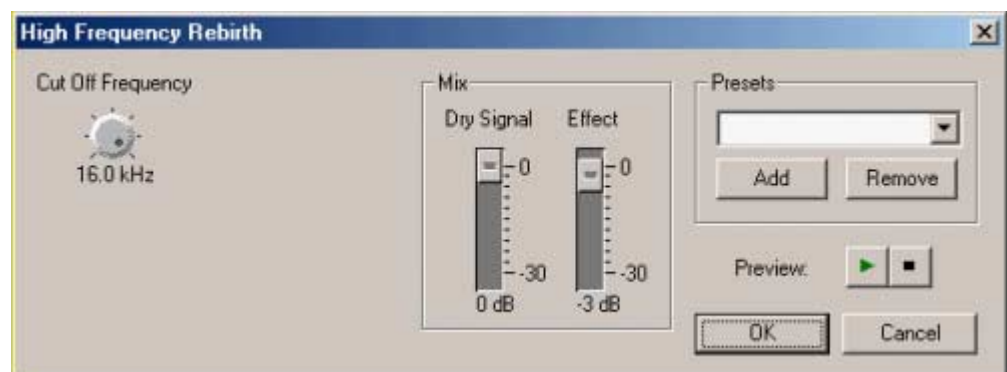 High Frequency Rebirth
Cut Off Frequency
16.0 kHz
Mix
Dry Signal
Effect
0
-30
0 dB
0
-30
-3 dB
Presets
Add
Remove
Preview:
OK
Cancel